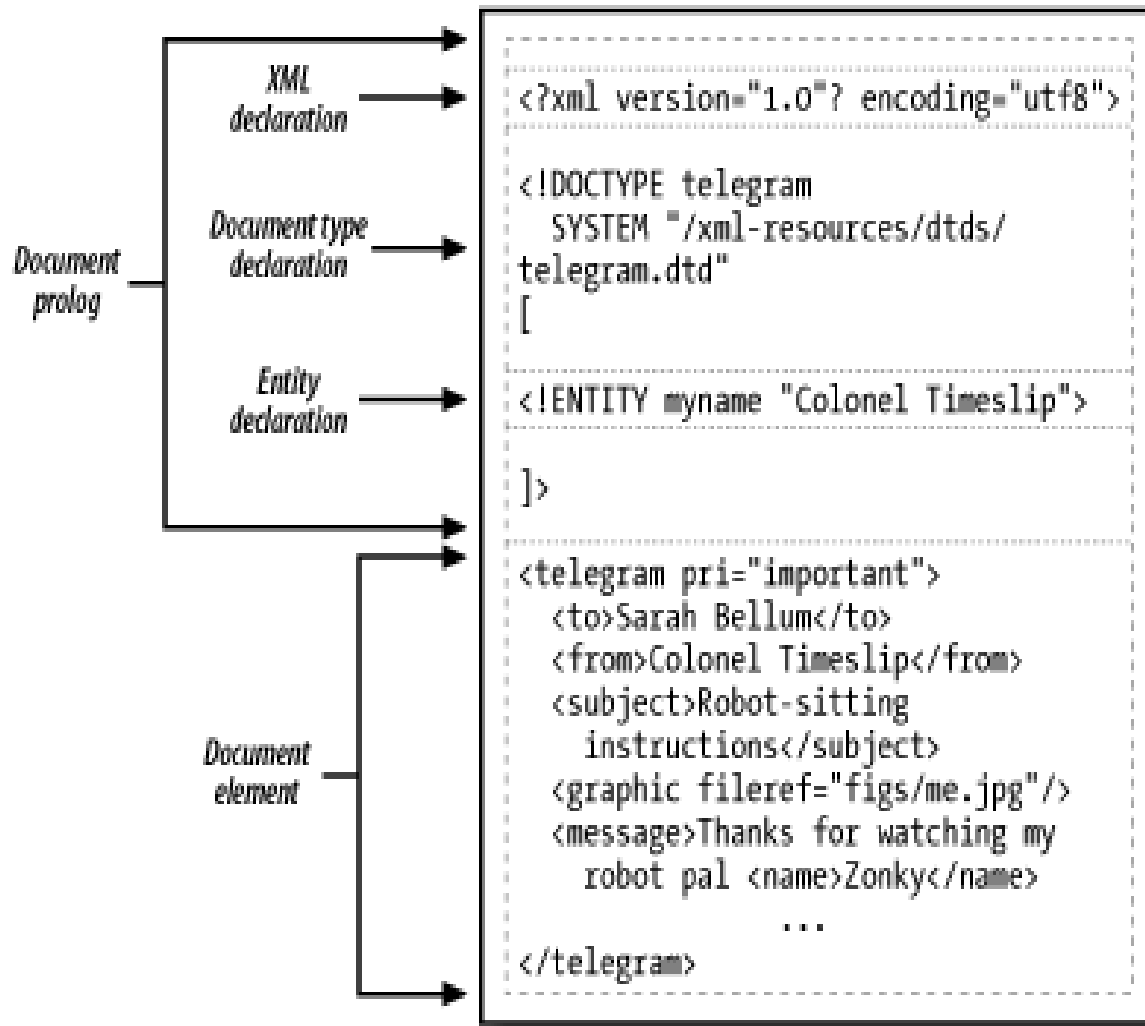 XML
declaration
Document type
declaration
Document
prolog
Entity
declaration
Document
element
<?xml version="1.0"? encoding="utf8">
<!DOCTYPE telegram
SYSTEM "/xml-resources/dtds/
telegram.dtd"
[
<!ENTITY myname "Colonel Timeslip">
]>
<telegram pri="important">
<to>Sarah Bellum</to>
<from>Colonel Timeslip</from>
<subject>Robot-sitting
instructions</subject>
<graphic fileref="figs/me.jpg"/>
<message>Thanks for watching my
robot pal <name>Zonky</name>
...
</telegram>